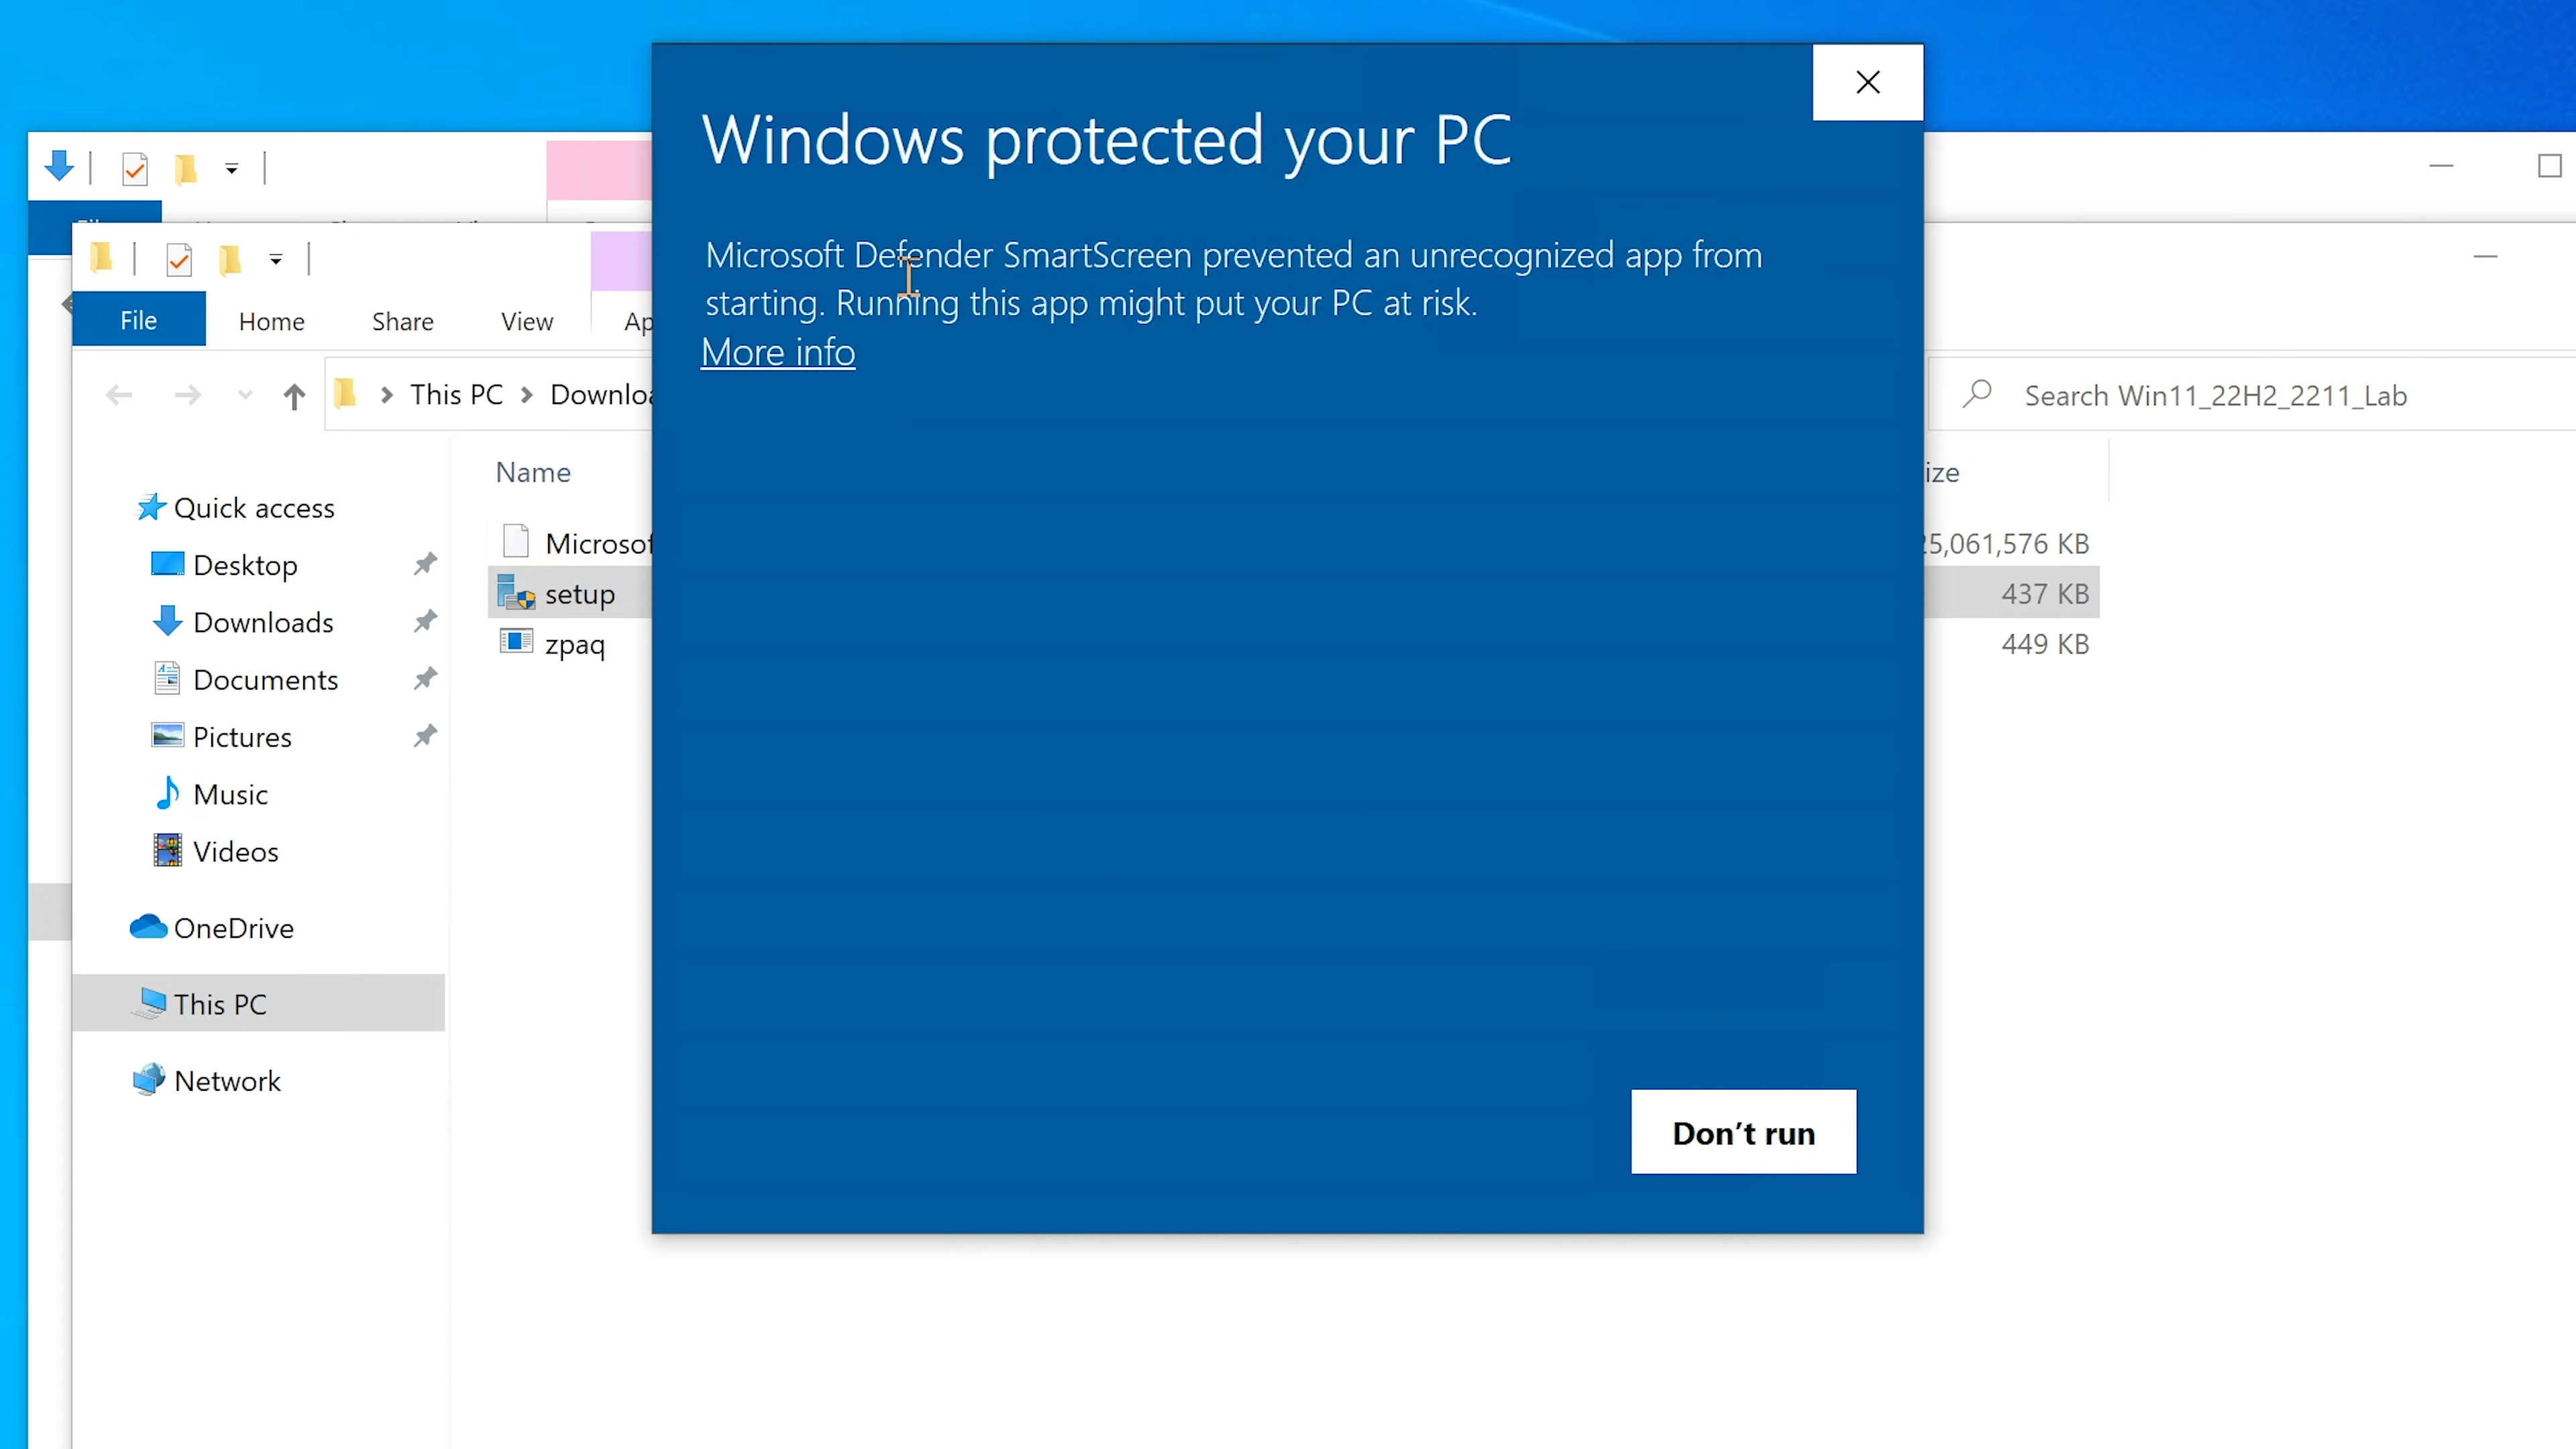 Windows protected your PC
Microsoft Defender SmartScreen prevented an unrecognized app from
starting. Running this app might put your PC at risk.
More info
Don't run
File
Home
Share
View
This PC
Search Win11_22H2_2211_Lab
Name
Quick access
Desktop
Downloads
Documents
Pictures
Music
Videos
OneDrive
This PC
Network
setup
437 KB
zpaq
449 KB